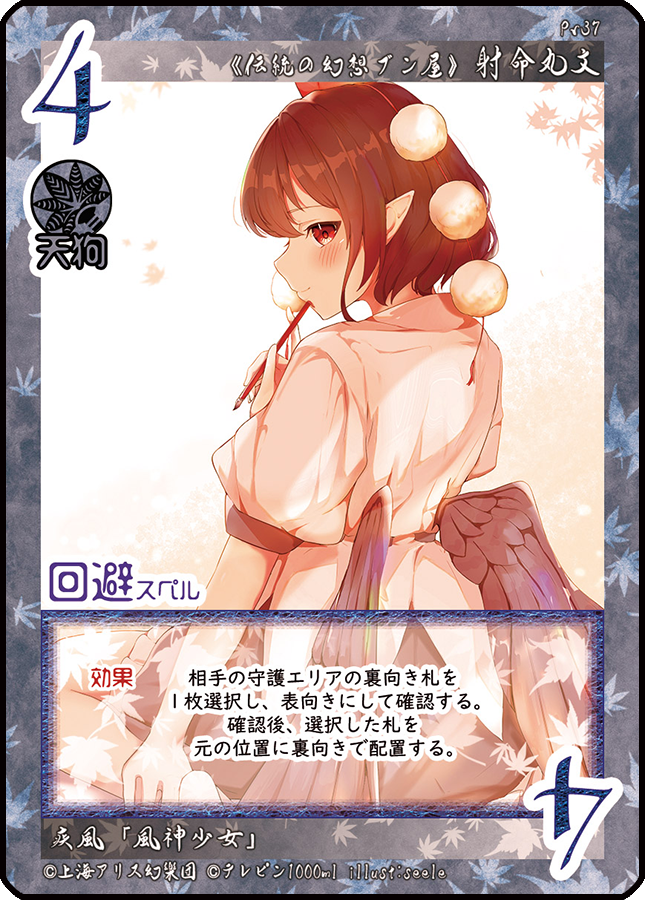 Pr37
4
《伝統の幻想ブン屋》 射命丸文
天狗
回避スペル
効果
相手の守護エリアの裏向き札を
1枚選択し、表向きにして確認する。
確認後、選択した札を
元の位置に裏向きで配置する。
4
疾風「風神少女」
©上海アリス幻樂団 ©テレピン1000ml illust:seele